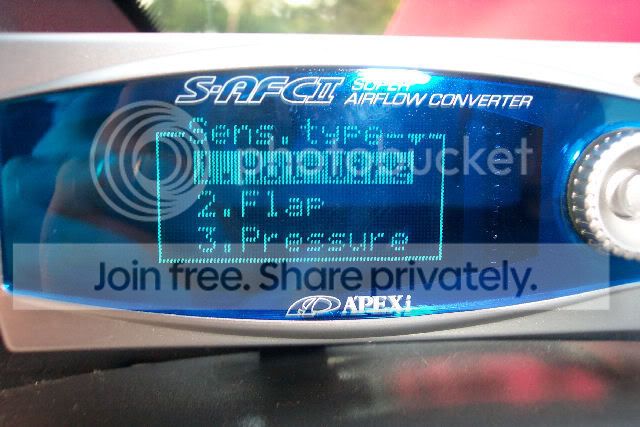 S-AFCII SUPER
AIRFLOW CONVERTER
Sens.type
photobucket
2.Flap
3.Pressure
Join free. Share privately.
APEXi